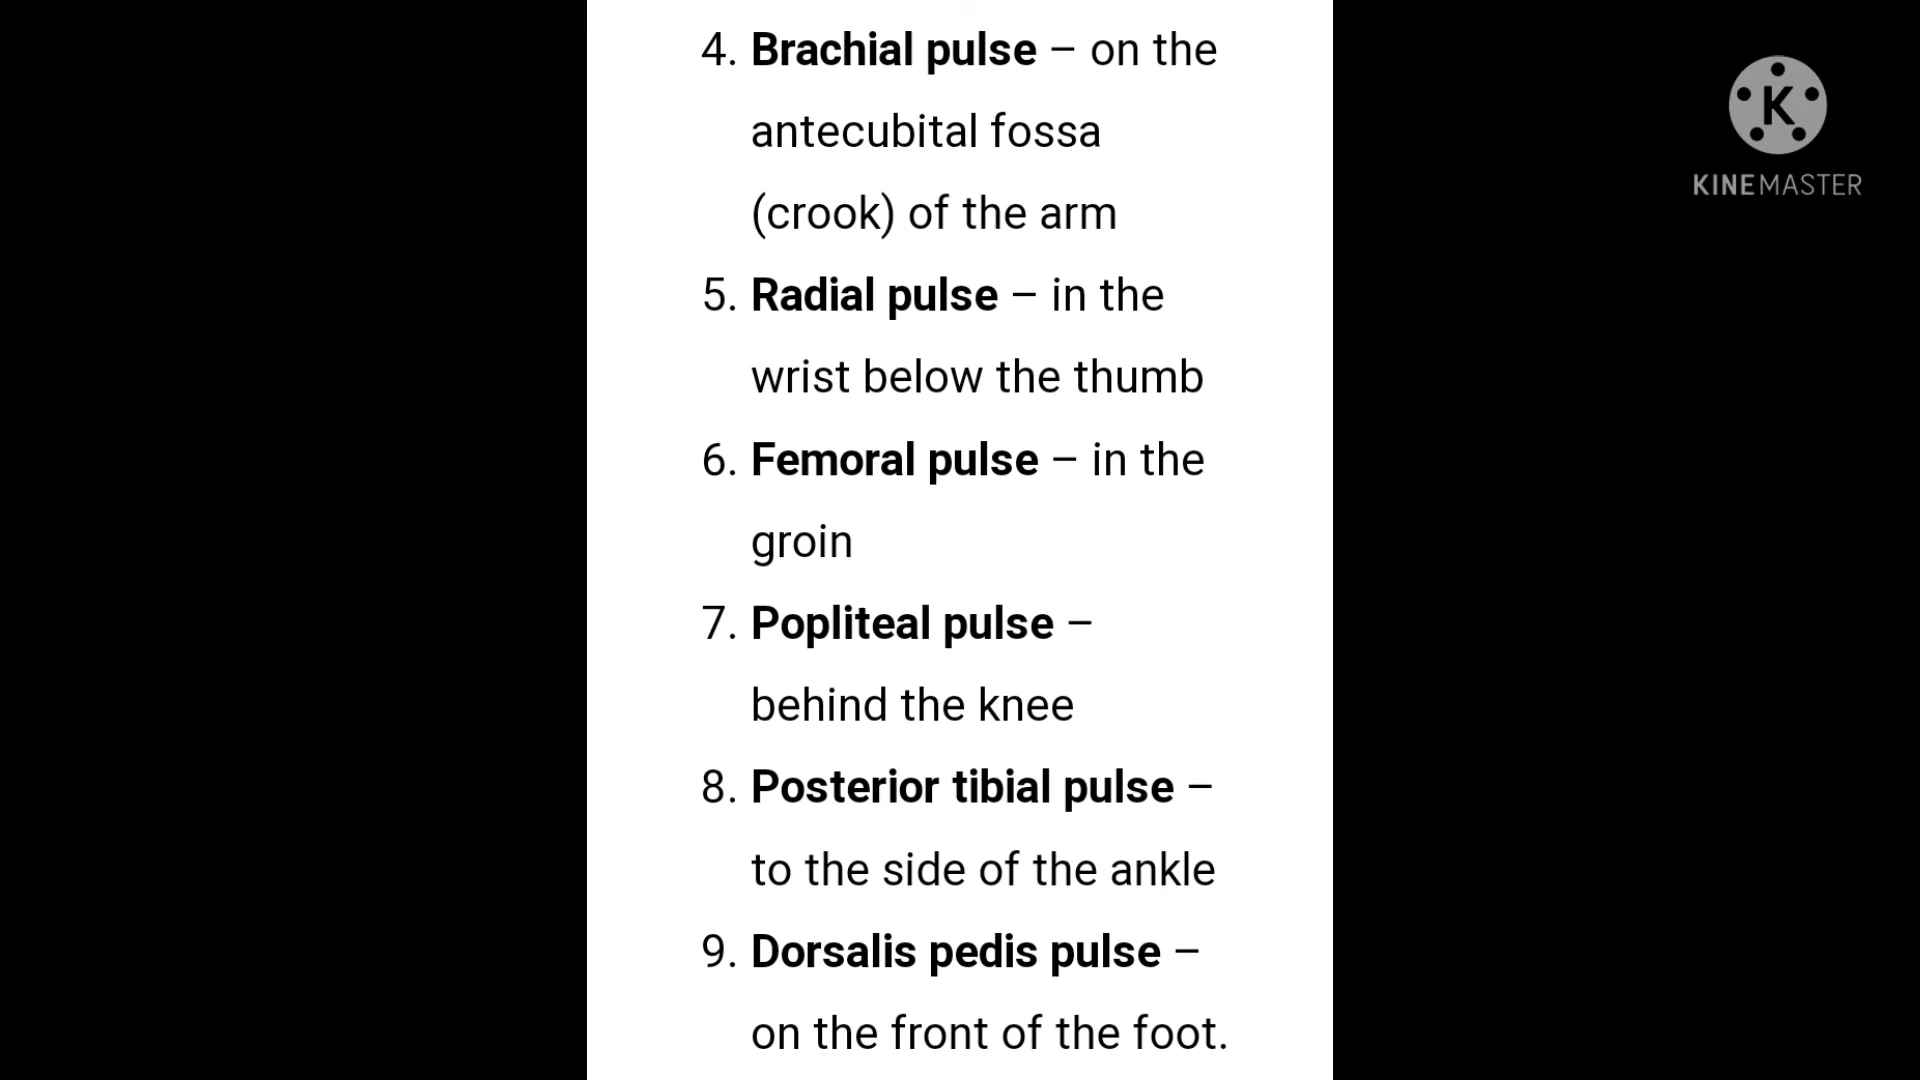 4. Brachial pulse – on the
antecubital fossa
(crook) of the arm
5. Radial pulse – in the
wrist below the thumb
6. Femoral pulse – in the
groin
7. Popliteal pulse –
behind the knee
8. Posterior tibial pulse –
to the side of the ankle
9. Dorsalis pedis pulse –
on the front of the foot.
K
KINEMASTER